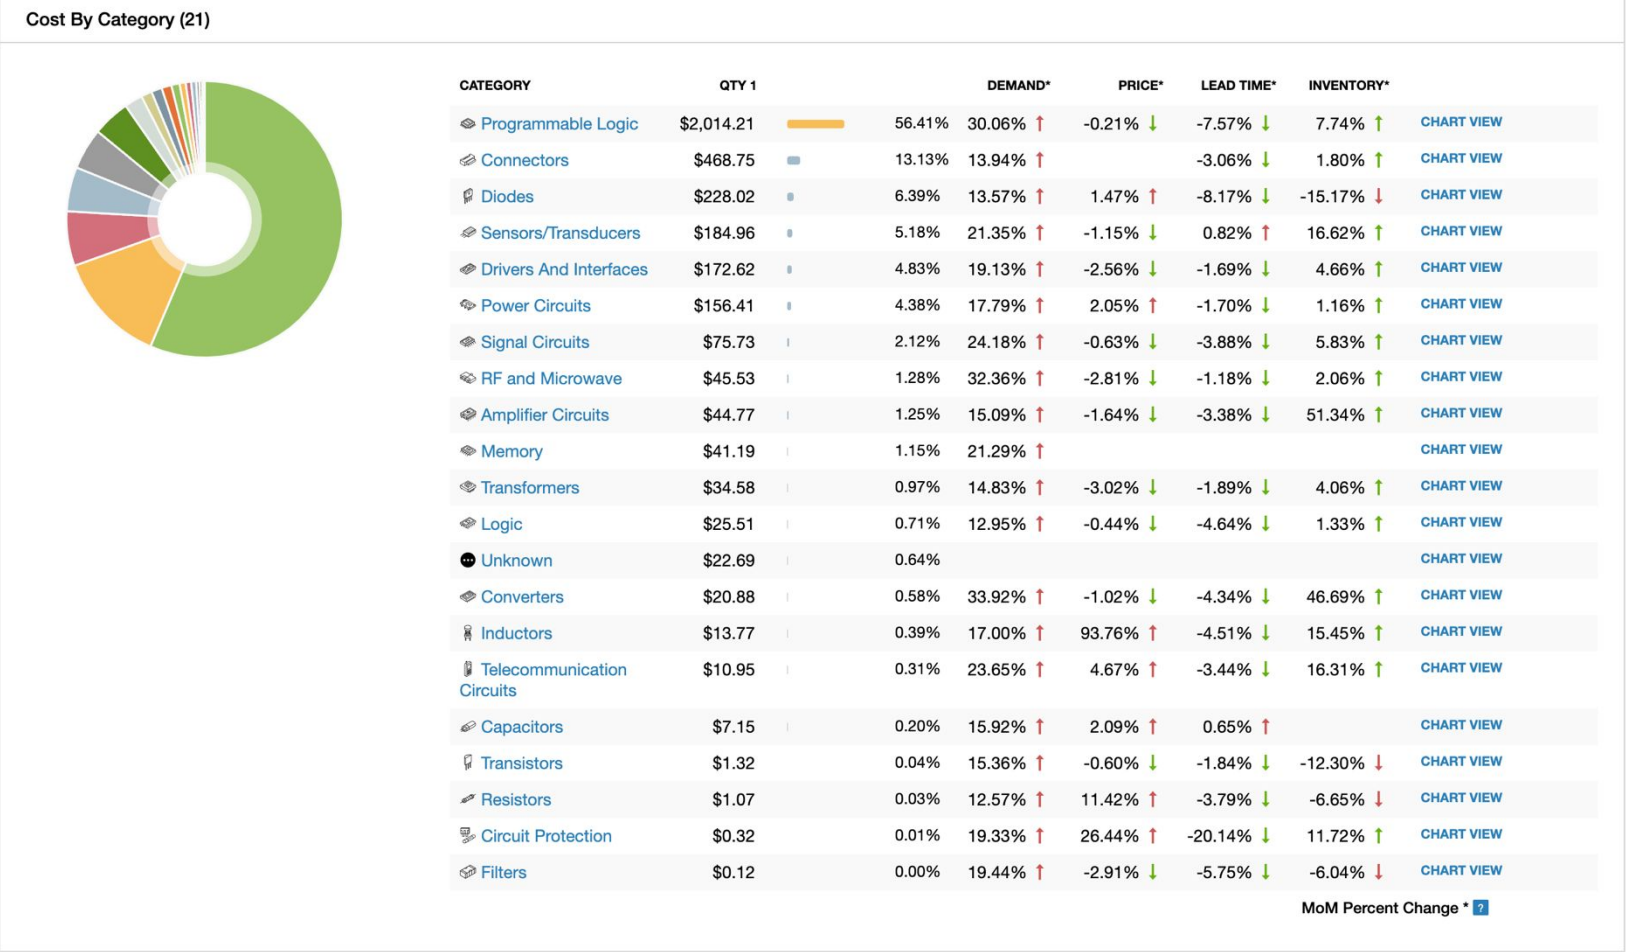 Cost By Category (21)
CATEGORY QTY 1 DEMAND* PRICE* LEAD TIME* INVENTORY*
Programmable Logic $2,014.21 56.41% 30.06% ↑ -0.21% ↓ -7.57% ↓ 7.74% ↑ CHART VIEW
Connectors $468.75 13.13% 13.94% ↑ -3.06% ↓ 1.80% ↑ CHART VIEW
Diodes $228.02 6.39% 13.57% ↑ 1.47% ↑ -8.17% ↓ -15.17% ↓ CHART VIEW
Sensors/Transducers $184.96 5.18% 21.35% ↑ -1.15% ↓ 0.82% ↑ 16.62% ↑ CHART VIEW
Drivers And Interfaces $172.62 4.83% 19.13% ↑ -2.56% ↓ -1.69% ↓ 4.66% ↑ CHART VIEW
Power Circuits $156.41 4.38% 17.79% ↑ 2.05% ↑ -1.70% ↓ 1.16% ↑ CHART VIEW
Signal Circuits $75.73 2.12% 24.18% ↑ -0.63% ↓ -3.88% ↓ 5.83% ↑ CHART VIEW
RF and Microwave $45.53 1.28% 32.36% ↑ -2.81% ↓ -1.18% ↓ 2.06% ↑ CHART VIEW
Amplifier Circuits $44.77 1.25% 15.09% ↑ -1.64% ↓ -3.38% ↓ 51.34% ↑ CHART VIEW
Memory $41.19 1.15% 21.29% ↑ CHART VIEW
Transformers $34.58 0.97% 14.83% ↑ -3.02% ↓ -1.89% ↓ 4.06% ↑ CHART VIEW
Logic $25.51 0.71% 12.95% ↑ -0.44% ↓ -4.64% ↓ 1.33% ↑ CHART VIEW
Unknown $22.69 0.64% CHART VIEW
Converters $20.88 0.58% 33.92% ↑ -1.02% ↓ -4.34% ↓ 46.69% ↑ CHART VIEW
Inductors $13.77 0.39% 17.00% ↑ 93.76% ↑ -4.51% ↓ 15.45% ↑ CHART VIEW
Telecommunication $10.95 0.31% 23.65% ↑ 4.67% ↑ -3.44% ↓ 16.31% ↑ CHART VIEW
Circuits
Capacitors $7.15 0.20% 15.92% ↑ 2.09% ↑ 0.65% ↑ CHART VIEW
Transistors $1.32 0.04% 15.36% ↑ -0.60% ↓ -1.84% ↓ -12.30% ↓ CHART VIEW
Resistors $1.07 0.03% 12.57% ↑ 11.42% ↑ -3.79% ↓ -6.65% ↓ CHART VIEW
Circuit Protection $0.32 0.01% 19.33% ↑ 26.44% ↑ -20.14% ↓ 11.72% ↑ CHART VIEW
Filters $0.12 0.00% 19.44% ↑ -2.91% ↓ -5.75% ↓ -6.04% ↓ CHART VIEW
MoM Percent Change * ?